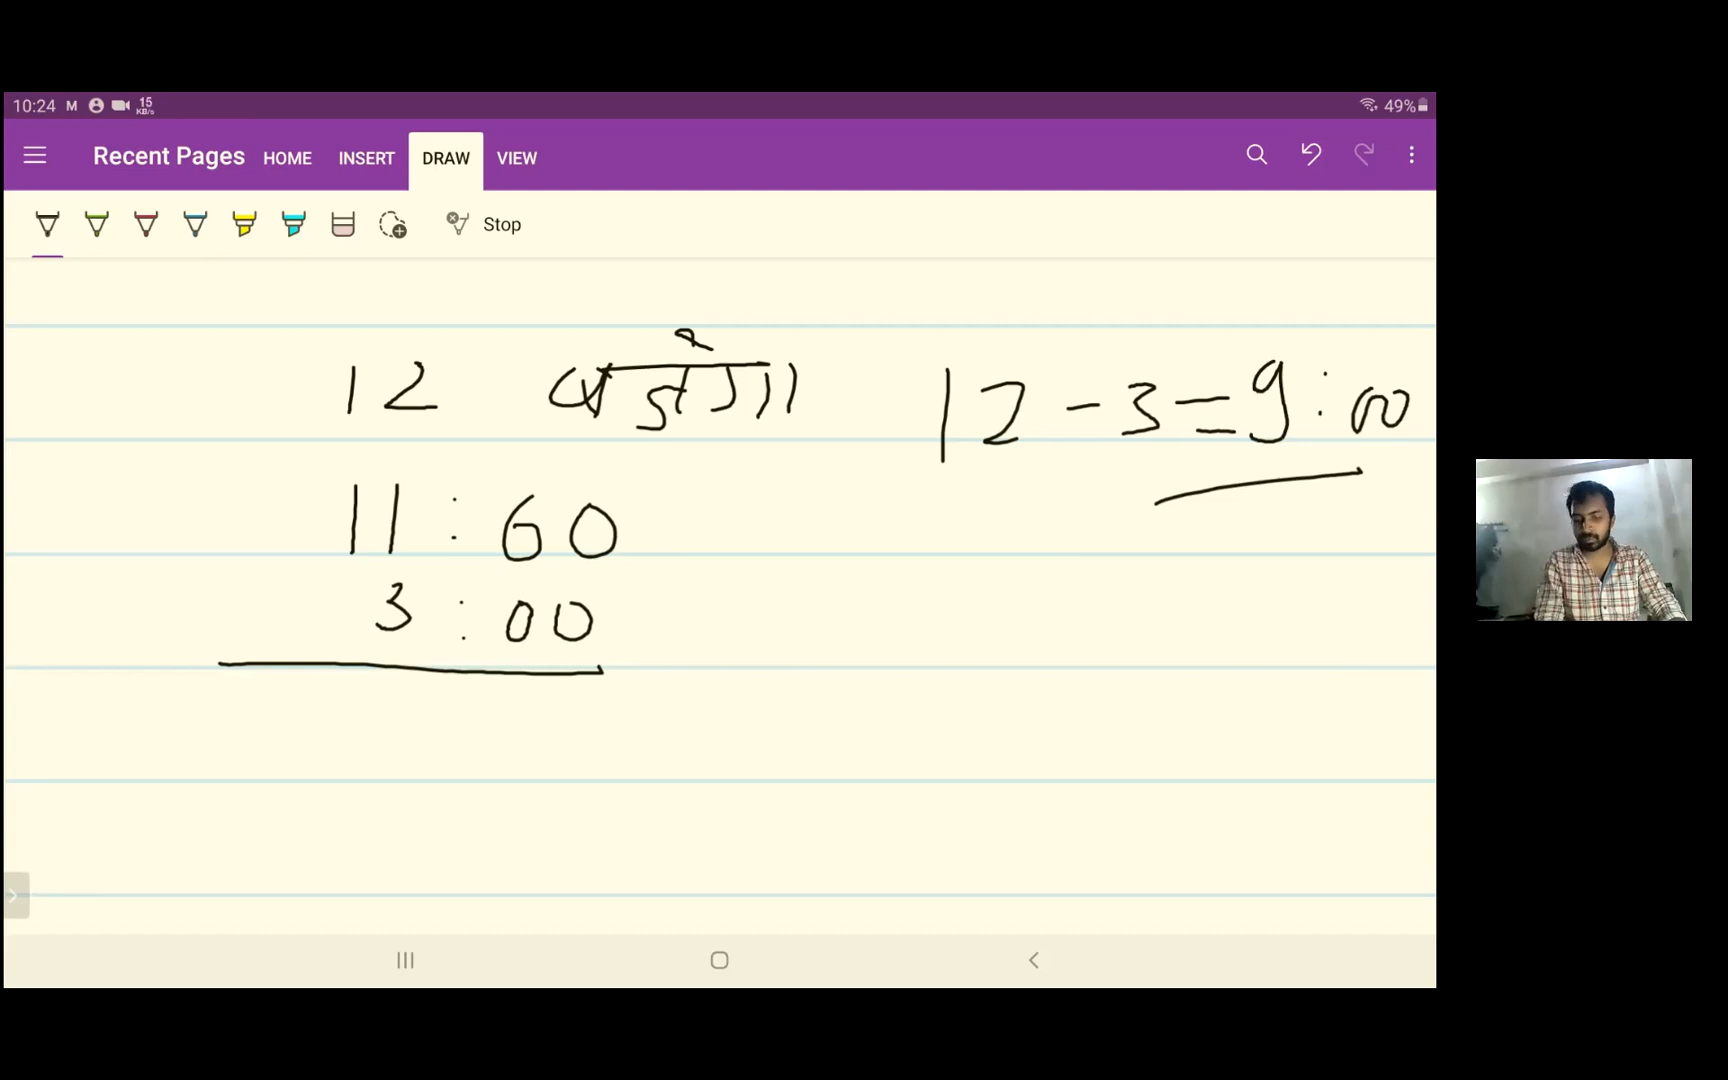 10:24 M 15 KB/s 49%
Recent Pages HOME INSERT DRAW VIEW
Stop
12 12 - 3 = 9:00
11:60
3:00